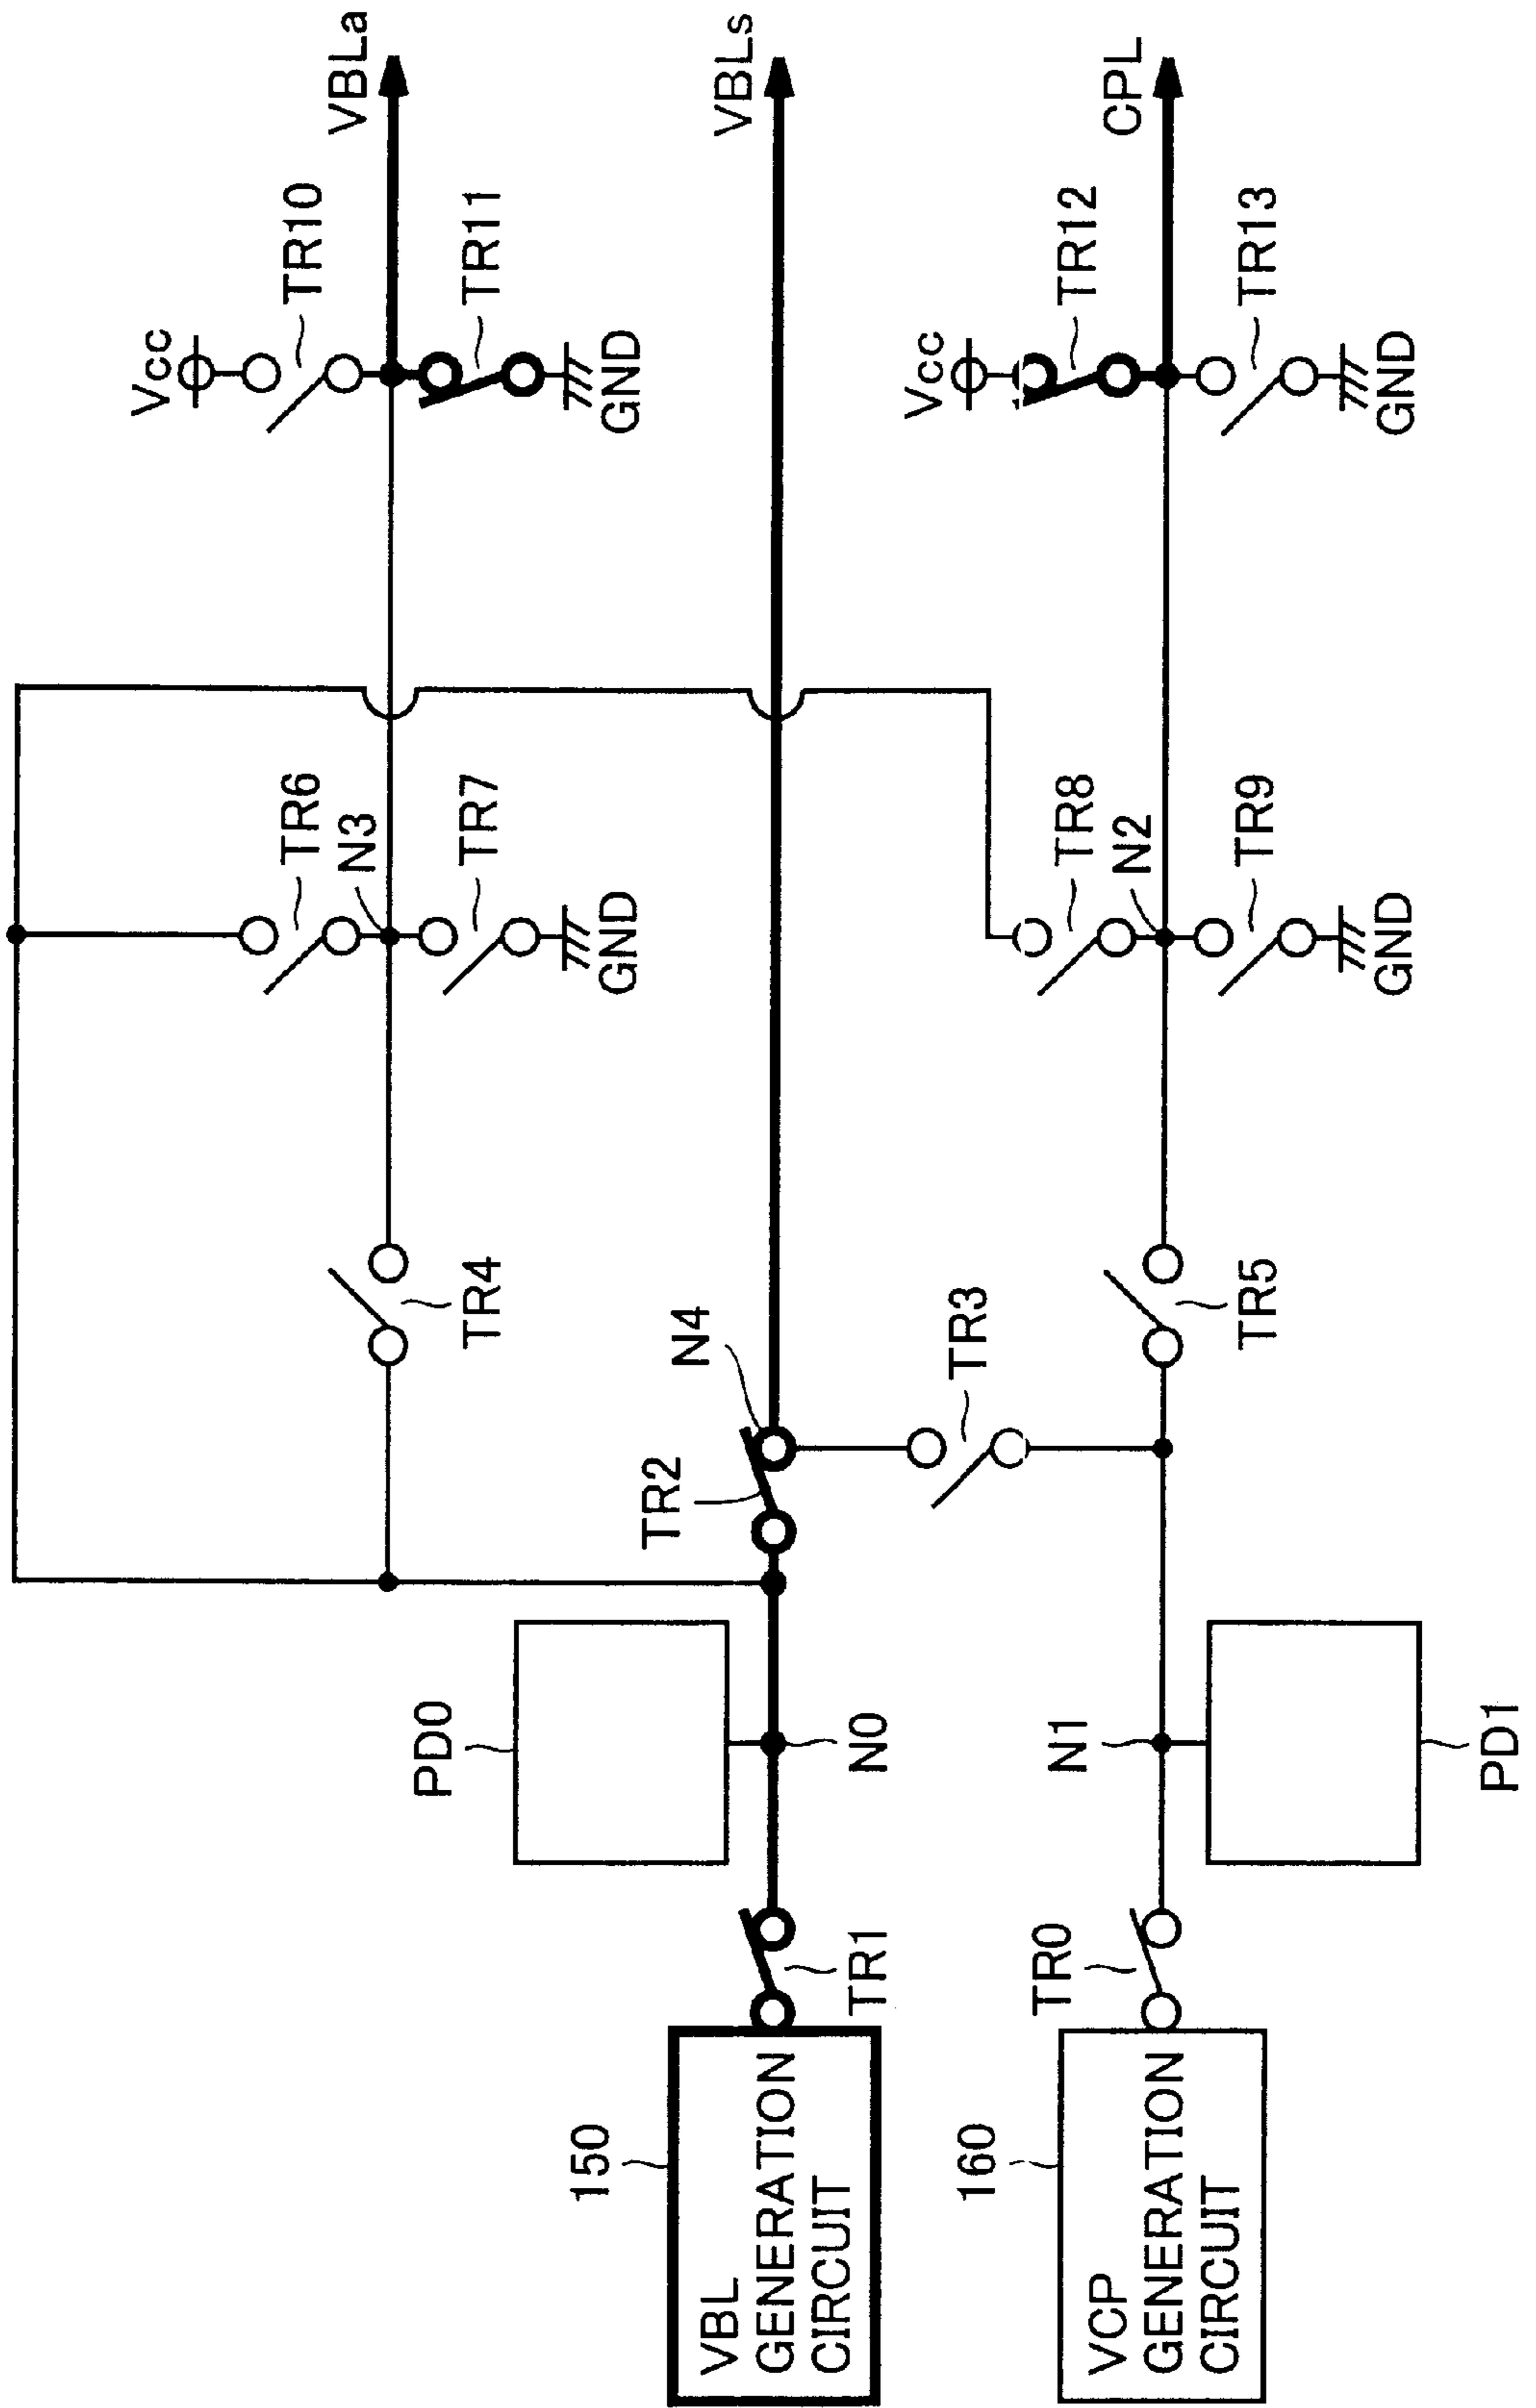 VBLa
VBLs
CPL
Vcc
TR10
TR11
GND
Vcc
TR12
TR13
GND
TR6
N3
TR7
GND
TR8
N2
TR9
GND
TR4
N4
TR2
TR3
TR5
PD0
N0
N1
PD1
TR1
TR0
150
VBL
GENERATION
CIRCUIT
160
VCP
GENERATION
CIRCUIT